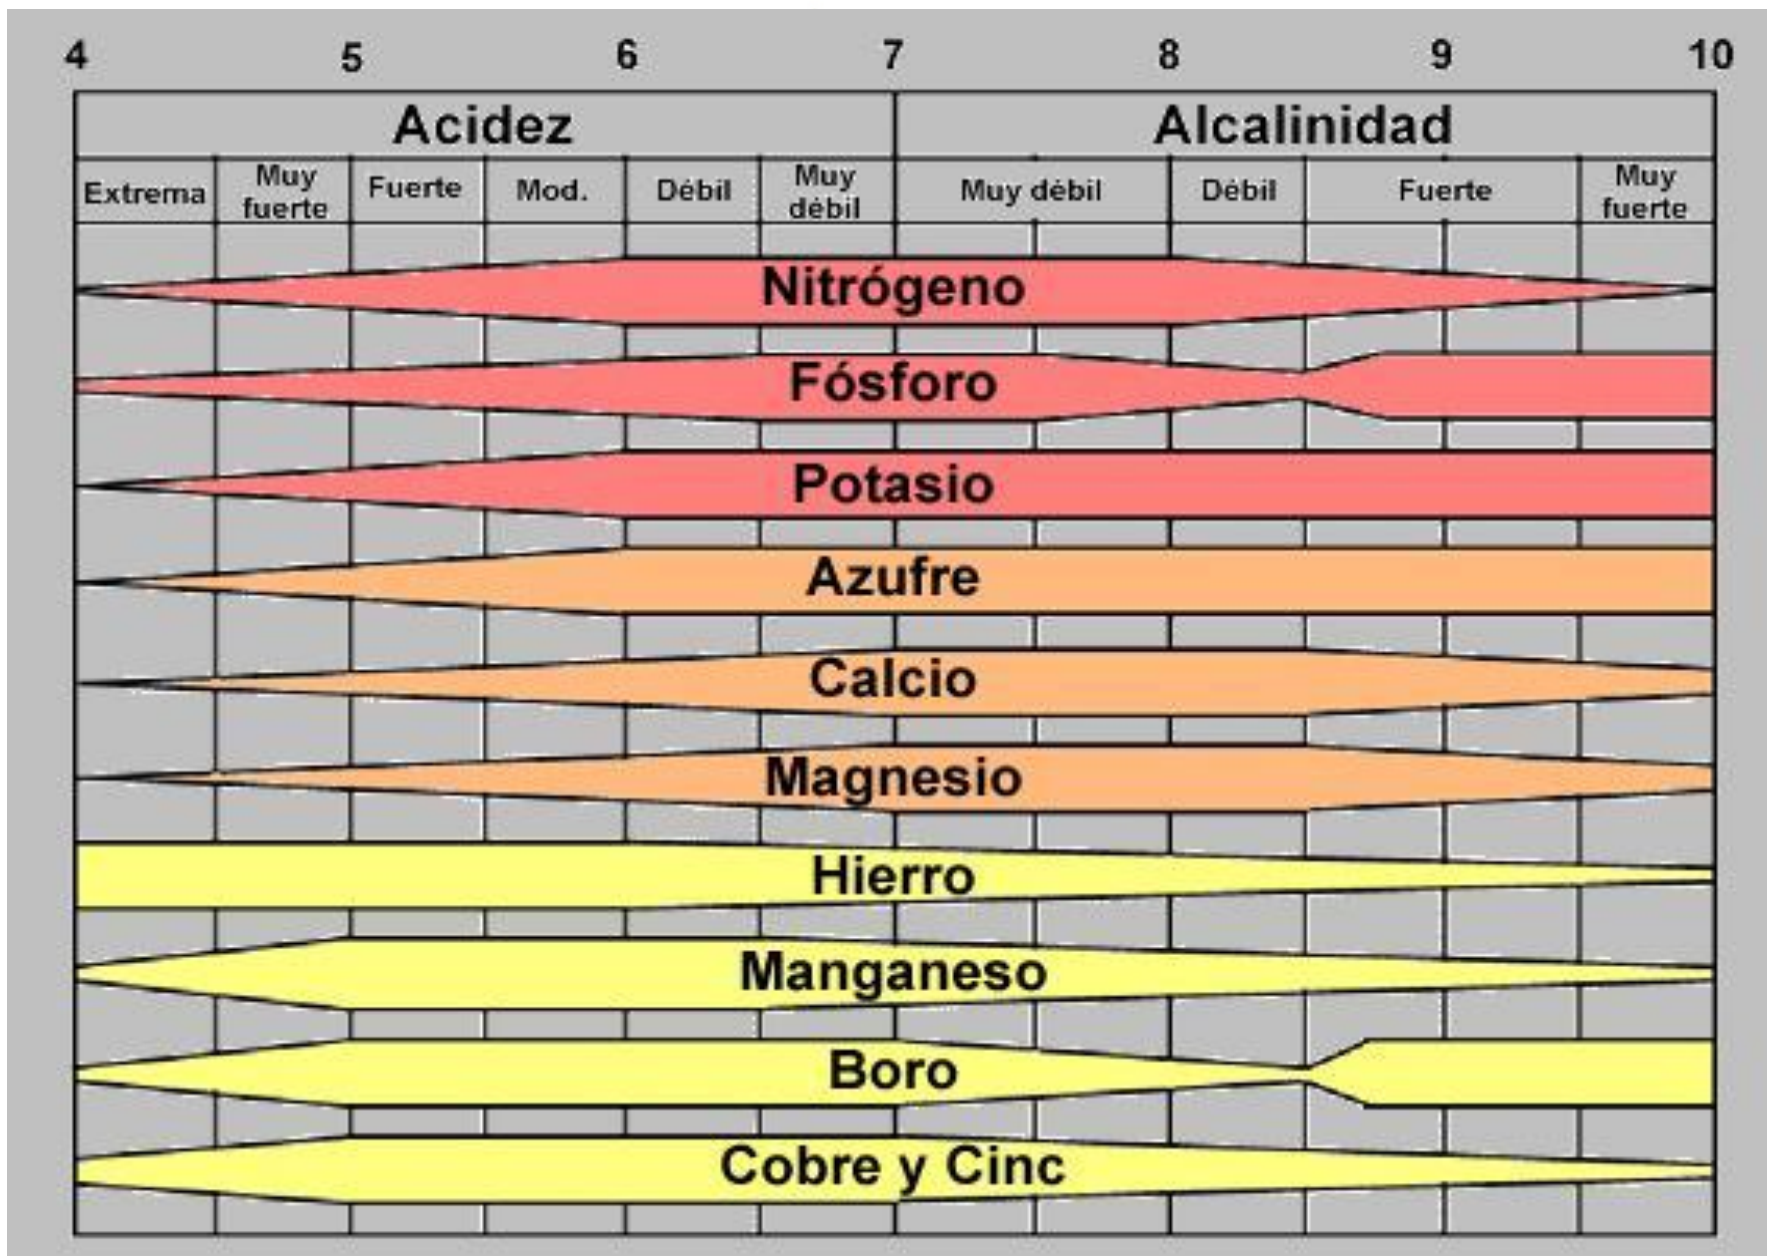 4 5 6 7 8 9 10
Acidez Alcalinidad
Extrema Muy fuerte Fuerte Mod. Débil Muy débil Muy débil Débil Fuerte Muy fuerte
Nitrógeno
Fósforo
Potasio
Azufre
Calcio
Magnesio
Hierro
Manganeso
Boro
Cobre y Cinc